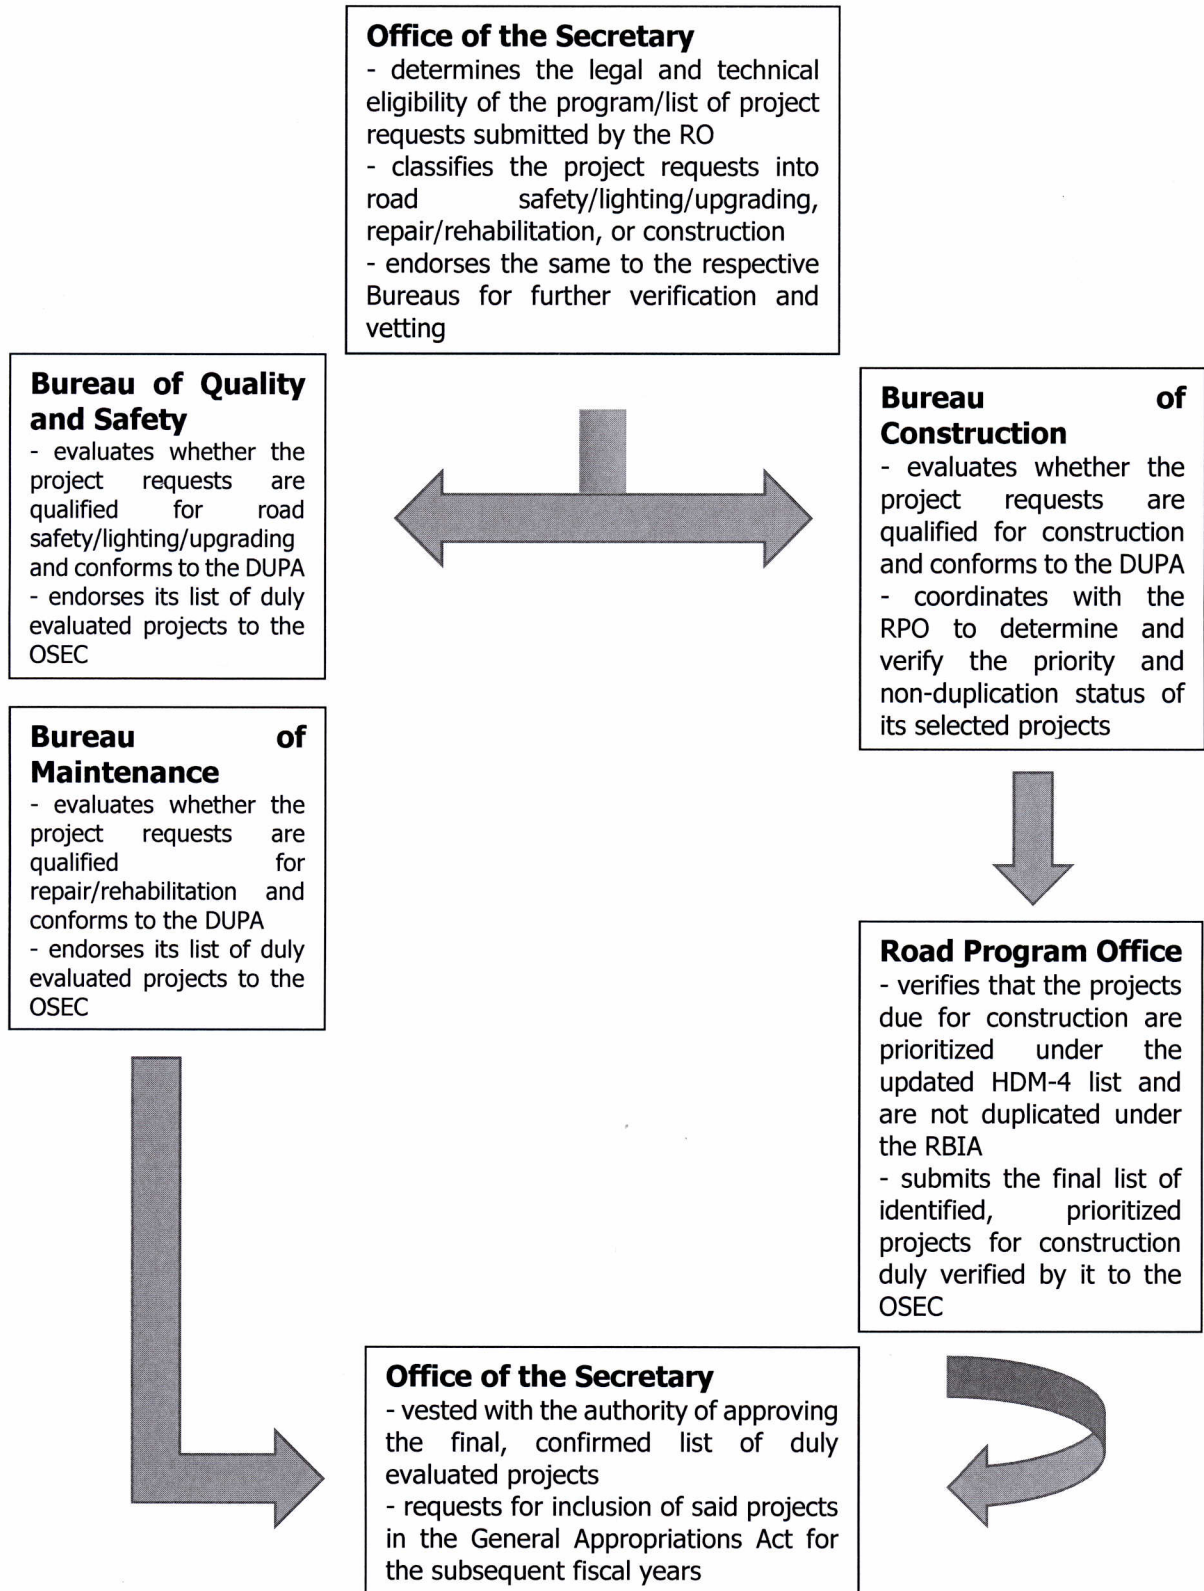 Office of the Secretary
- determines the legal and technical
eligibility of the program/list of project
requests submitted by the RO
- classifies the project requests into
road safety/lighting/upgrading,
repair/rehabilitation, or construction
- endorses the same to the respective
Bureaus for further verification and
vetting
Bureau of Quality
and Safety
- evaluates whether the
project requests are
qualified for road
safety/lighting/upgrading
and conforms to the DUPA
- endorses its list of duly
evaluated projects to the
OSEC
Bureau of
Construction
- evaluates whether the
project requests are
qualified for construction
and conforms to the DUPA
- coordinates with the
RPO to determine and
verify the priority and
non-duplication status of
its selected projects
Bureau of
Maintenance
- evaluates whether the
project requests are
qualified for
repair/rehabilitation and
conforms to the DUPA
- endorses its list of duly
evaluated projects to the
OSEC
Road Program Office
- verifies that the projects
due for construction are
prioritized under the
updated HDM-4 list and
are not duplicated under
the RBIA
- submits the final list of
identified, prioritized
projects for construction
duly verified by it to the
OSEC
Office of the Secretary
- vested with the authority of approving
the final, confirmed list of duly
evaluated projects
- requests for inclusion of said projects
in the General Appropriations Act for
the subsequent fiscal years